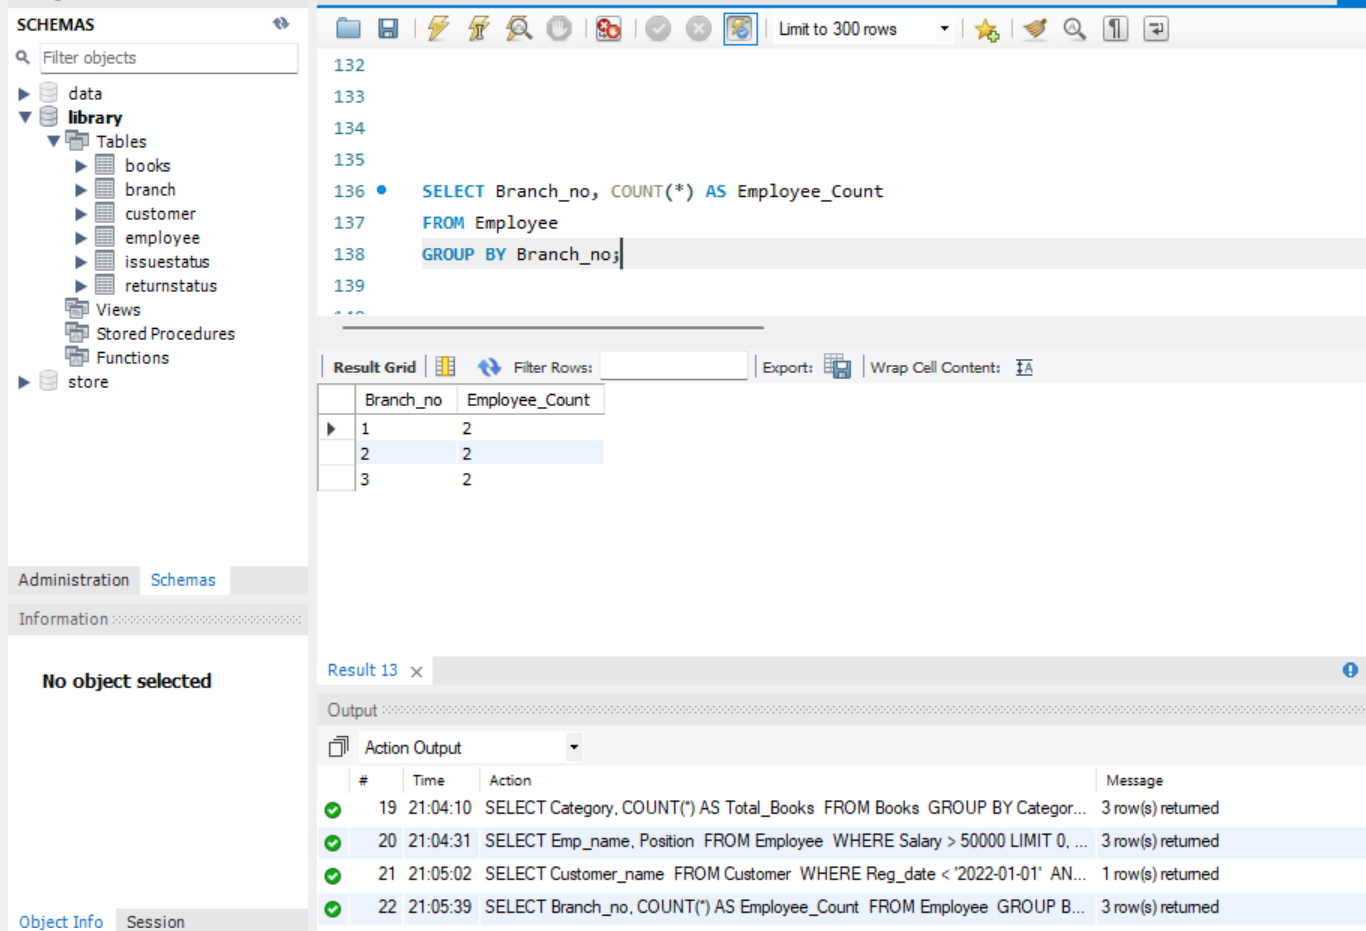 SCHEMAS
Filter objects
data
library
Tables
books
branch
customer
employee
issuestatus
returnstatus
Views
Stored Procedures
Functions
store
Administration Schemas
Information
No object selected
Object Info Session
Limit to 300 rows
132
133
134
135
136 SELECT Branch_no, COUNT(*) AS Employee_Count
137 FROM Employee
138 GROUP BY Branch_no;
139
Result Grid Filter Rows: Export: Wrap Cell Content:
Branch_no Employee_Count
1 2
2 2
3 2
Result 13
Output
Action Output
# Time Action Message
19 21:04:10 SELECT Category, COUNT(*) AS Total_Books FROM Books GROUP BY Categor... 3 row(s) returned
20 21:04:31 SELECT Emp_name, Position FROM Employee WHERE Salary > 50000 LIMIT 0, ... 3 row(s) returned
21 21:05:02 SELECT Customer_name FROM Customer WHERE Reg_date < '2022-01-01' AN... 1 row(s) returned
22 21:05:39 SELECT Branch_no, COUNT(*) AS Employee_Count FROM Employee GROUP B... 3 row(s) returned